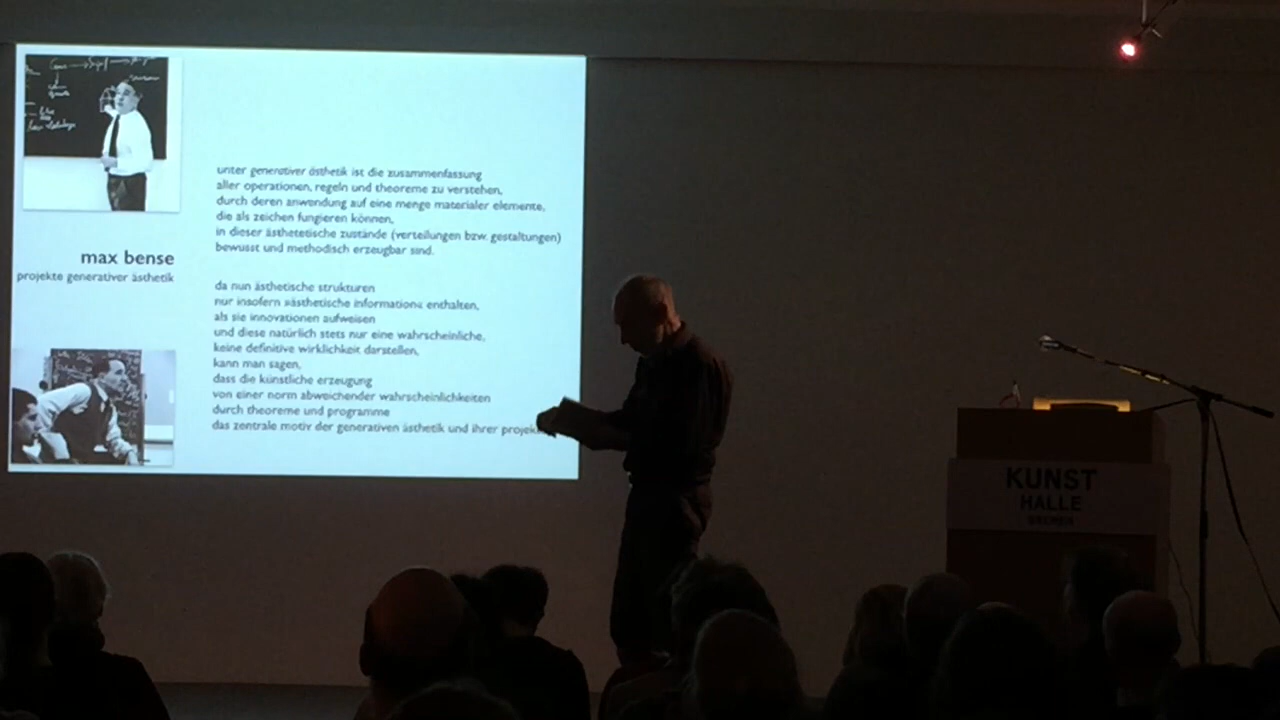 max bense
projekte generativer ästhetik
unter generativer ästhetik ist die zusammenfassung
aller operationen, regeln und theoreme zu verstehen,
durch deren anwendung auf eine menge materialer elemente,
die als zeichen fungieren können,
in dieser ästhetetische zustände (verteilungen bzw. gestaltungen)
bewusst und methodisch erzeugbar sind.
da nun ästhetische strukturen
nur insofern »ästhetische information« enthalten,
als sie innovationen aufweisen
und diese natürlich stets nur eine wahrscheinliche,
keine definitive wirklichkeit darstellen,
kann man sagen,
dass die künstliche erzeugung
von einer norm abweichender wahrscheinlichkeiten
durch theoreme und programme
das zentrale motiv der generativen ästhetik und ihrer
KUNST
HALLE
BREMEN